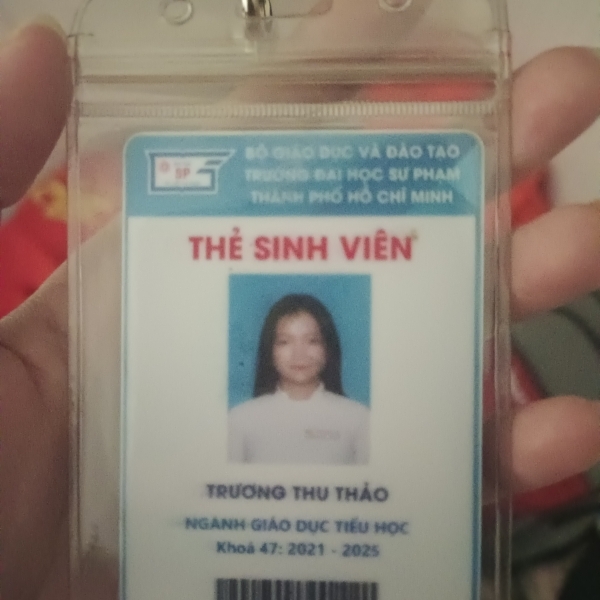 BỘ GIÁO DỤC VÀ ĐÀO TẠO
TRƯỜNG ĐẠI HỌC SƯ PHẠM
THÀNH PHỐ HỒ CHÍ MINH
SP
THẺ SINH VIÊN
TRƯƠNG THU THẢO
NGÀNH GIÁO DỤC TIỂU HỌC
Khoá 47: 2021 - 2025